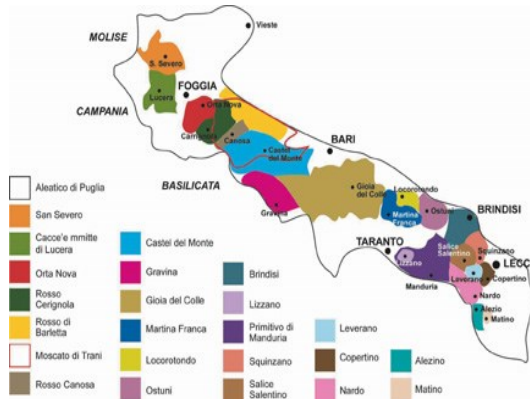 MOLISE
Vieste
S. Severo
FOGGIA
Lucera
CAMPANIA
Orta Nova
Cerignola
Canosa
BARI
Castel
del Monte
BASILICATA
Gravina
Gioia
del Colle
Locorotondo
Martina
Franca
Ostuni
BRINDISI
TARANTO
Lizzano
Salice
Salentino
Squinzano
LECC
Manduria
Leverano
Copertino
Nardo
Alezio
Matino
Aleatico di Puglia
San Severo
Cacce'e mmitte
di Lucera
Orta Nova
Rosso
Cerignola
Rosso di
Barletta
Moscato di Trani
Rosso Canosa
Castel del Monte
Gravina
Gioia del Colle
Martina Franca
Locorotondo
Ostuni
Brindisi
Lizzano
Primitivo di
Manduria
Squinzano
Salice
Salentino
Leverano
Copertino
Nardo
Alezino
Matino